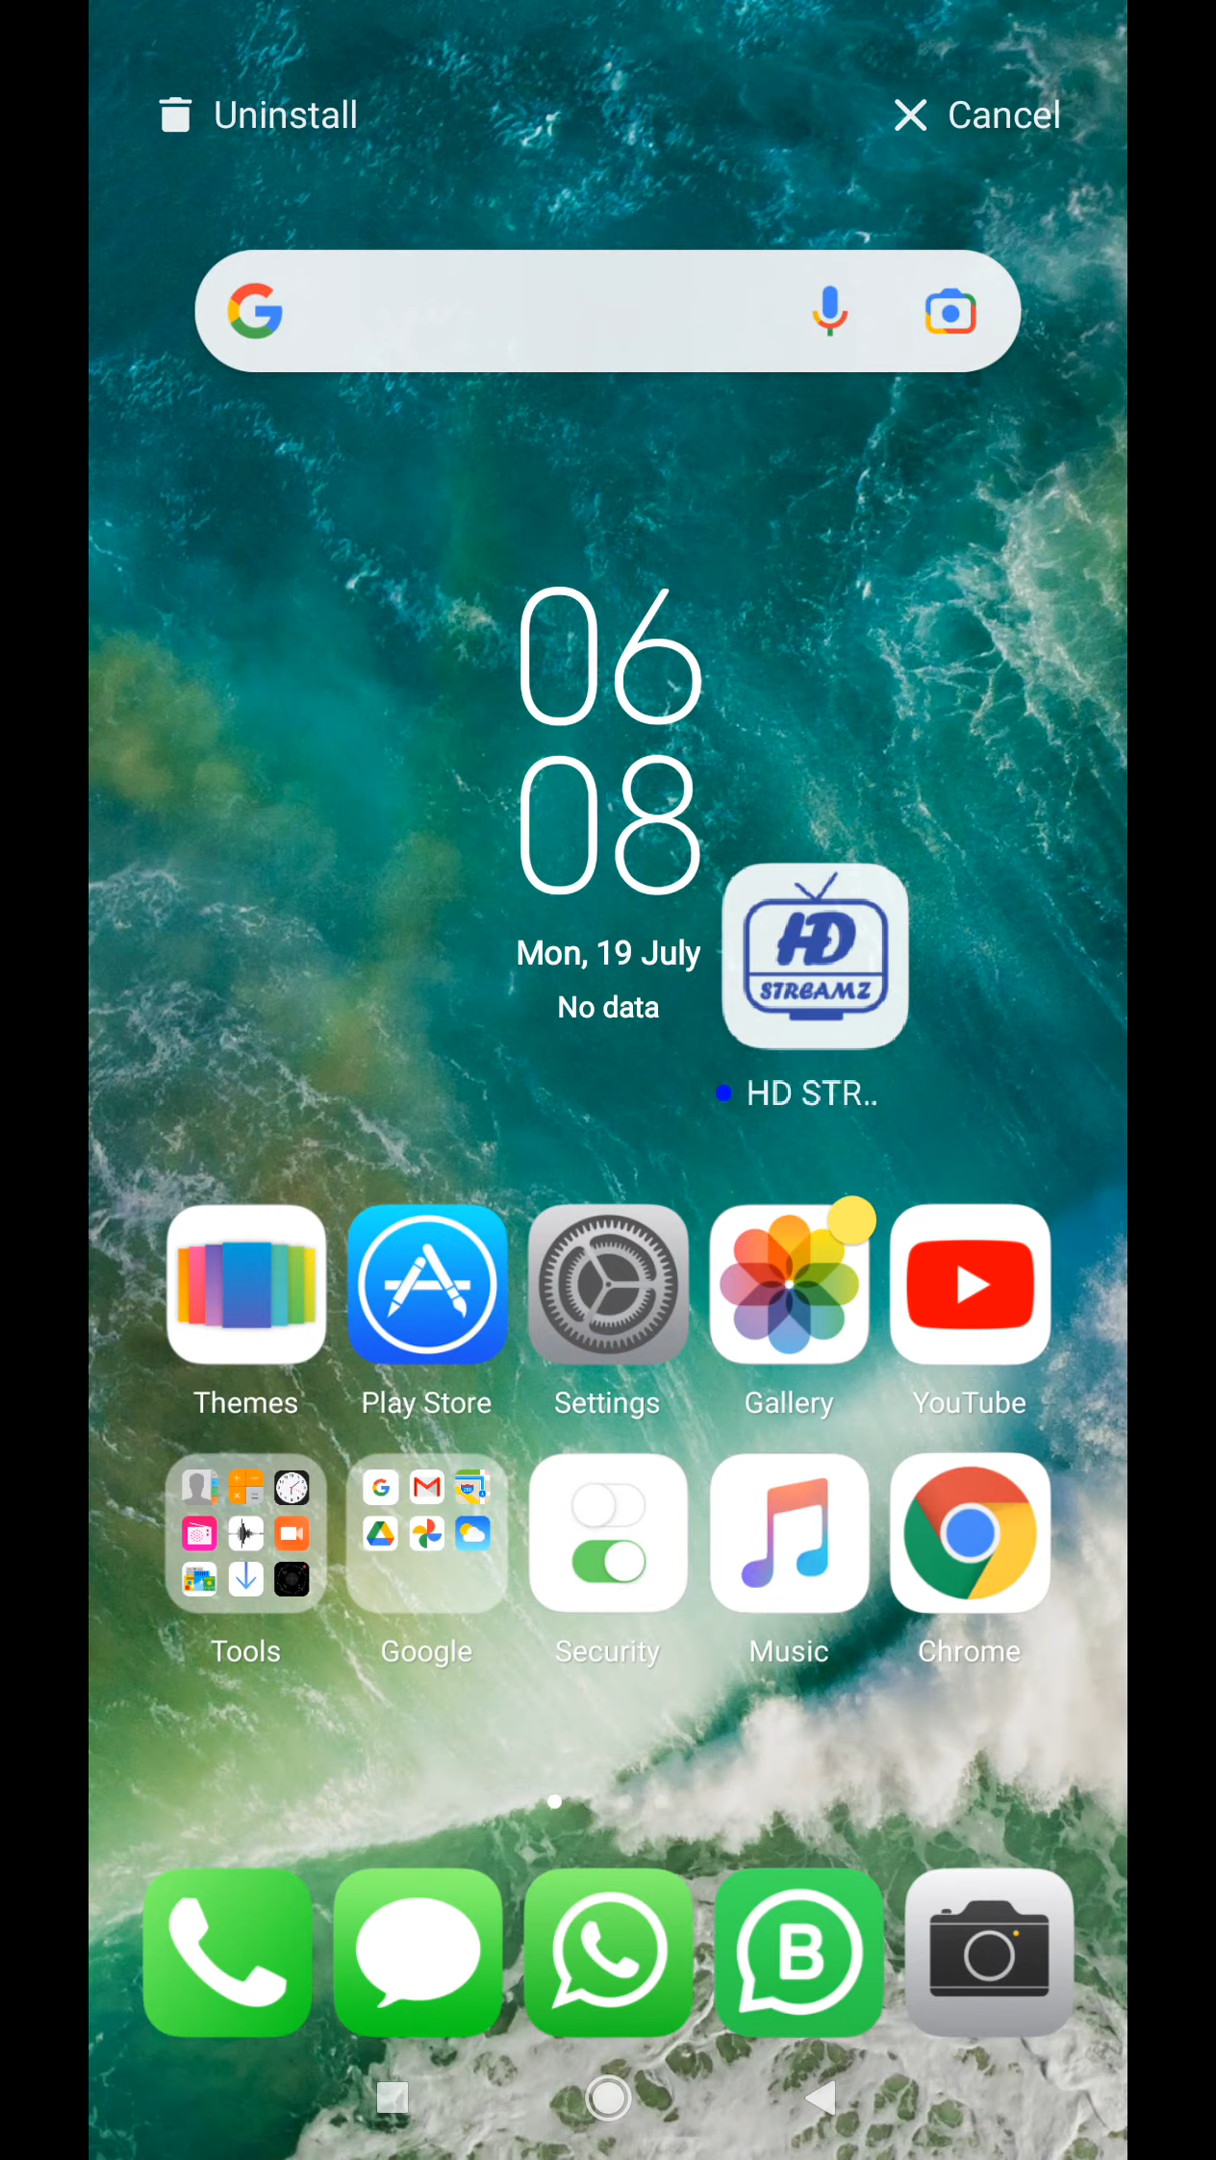 Uninstall
Cancel
06
08
Mon, 19 July
No data
HD
STREAMZ
HD STR..
Themes
Play Store
Settings
Gallery
YouTube
Tools
Google
Security
Music
Chrome
B